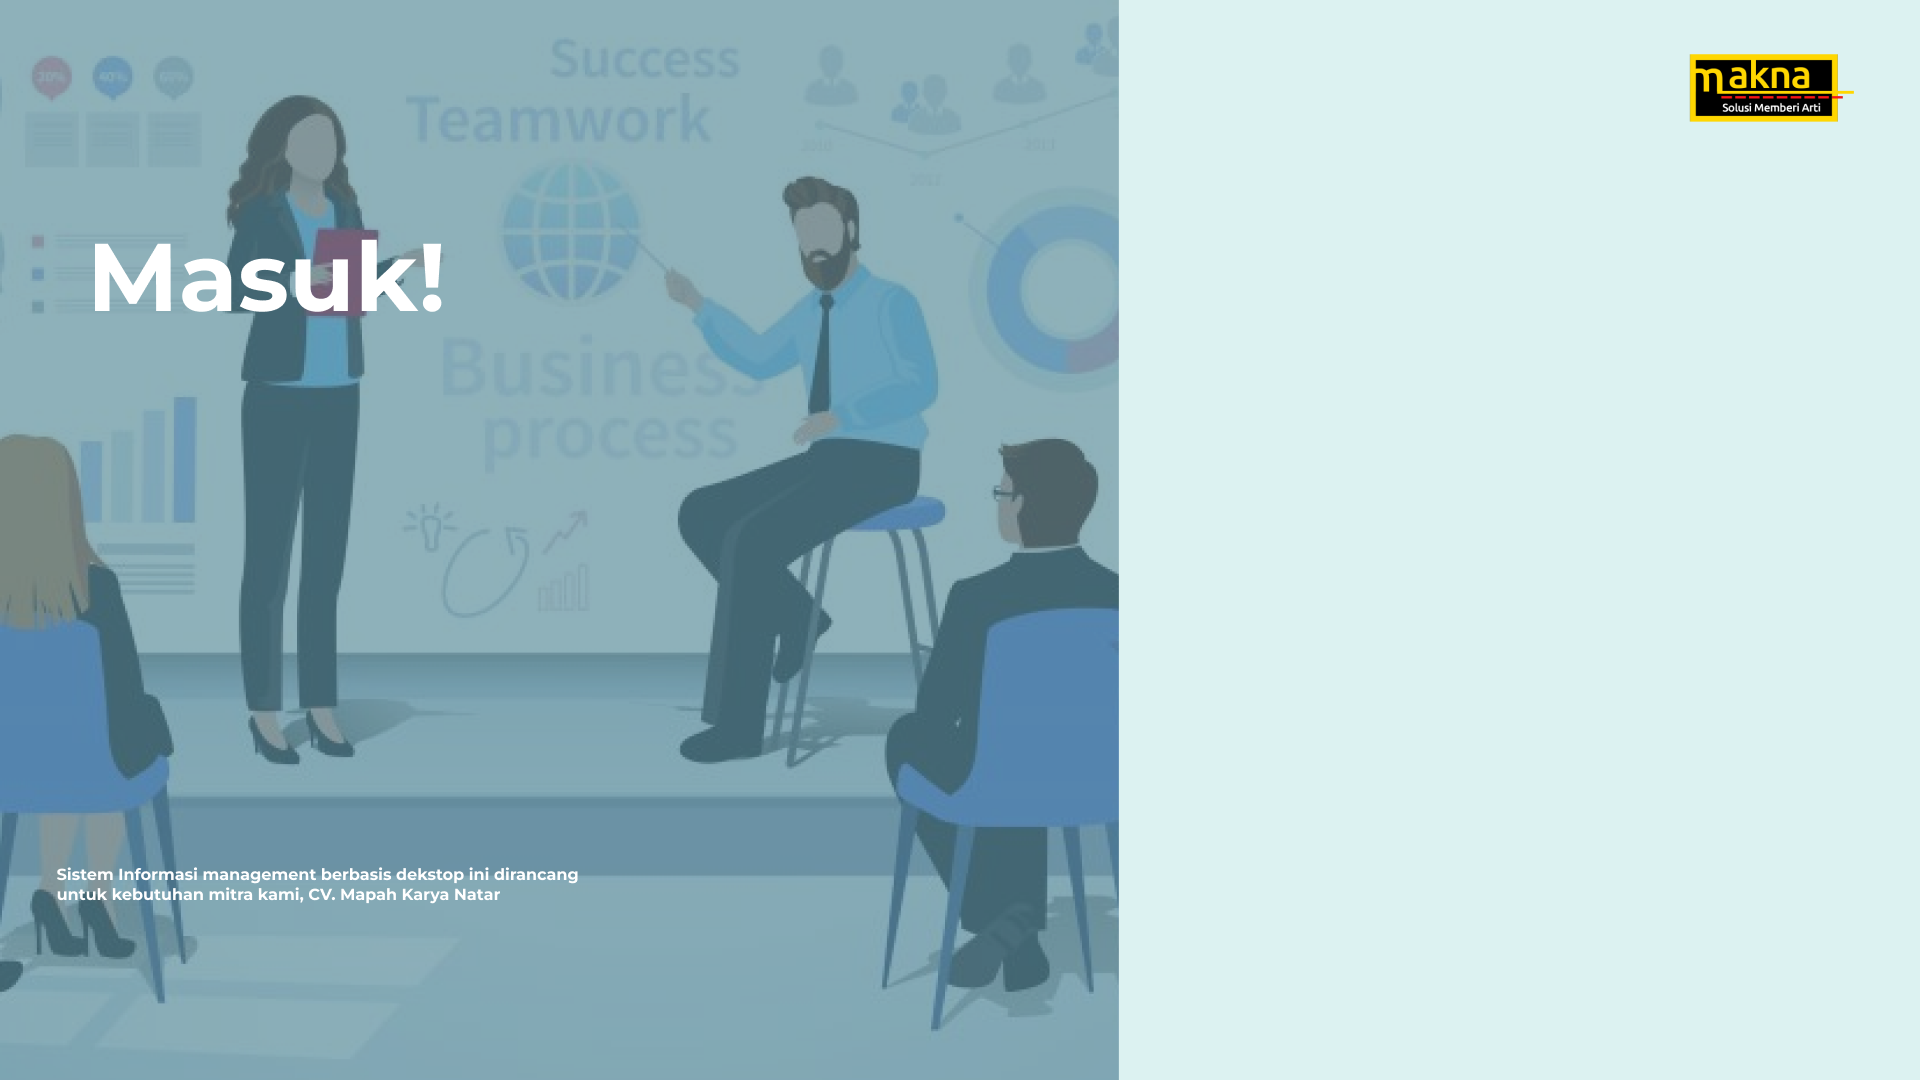 20%
40%
60%
Success
Teamwork
2010
2011
2012
makna
Solusi Memberi Arti
Masuk!
Business
process
Sistem Informasi management berbasis dekstop ini dirancang
untuk kebutuhan mitra kami, CV. Mapah Karya Natar